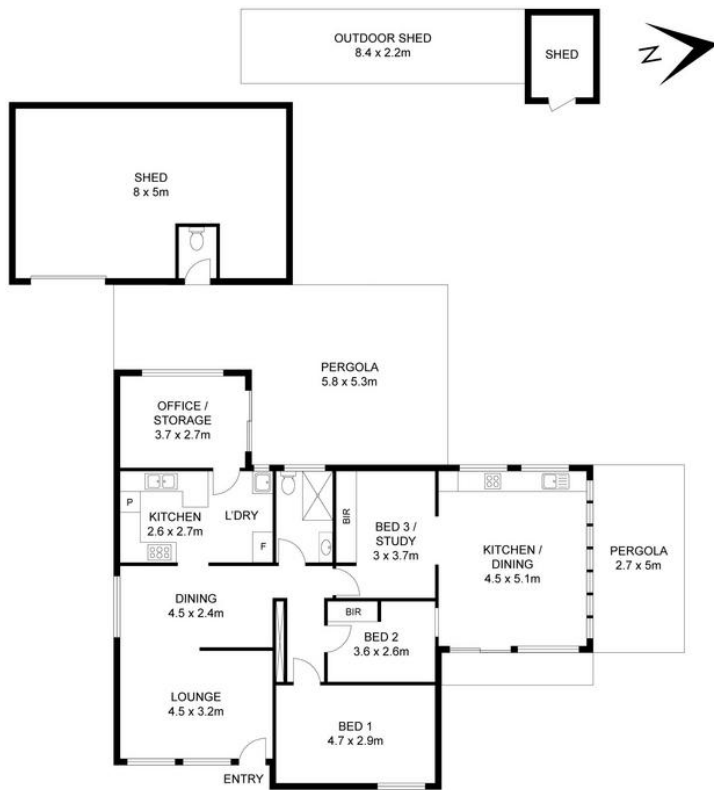 OUTDOOR SHED
8.4 x 2.2m
SHED
N
SHED
8 x 5m
PERGOLA
5.8 x 5.3m
OFFICE /
STORAGE
3.7 x 2.7m
P
KITCHEN
2.6 x 2.7m
L'DRY
F
BIR
BED 3 /
STUDY
3 x 3.7m
KITCHEN /
DINING
4.5 x 5.1m
PERGOLA
2.7 x 5m
DINING
4.5 x 2.4m
BIR
BED 2
3.6 x 2.6m
LOUNGE
4.5 x 3.2m
BED 1
4.7 x 2.9m
ENTRY